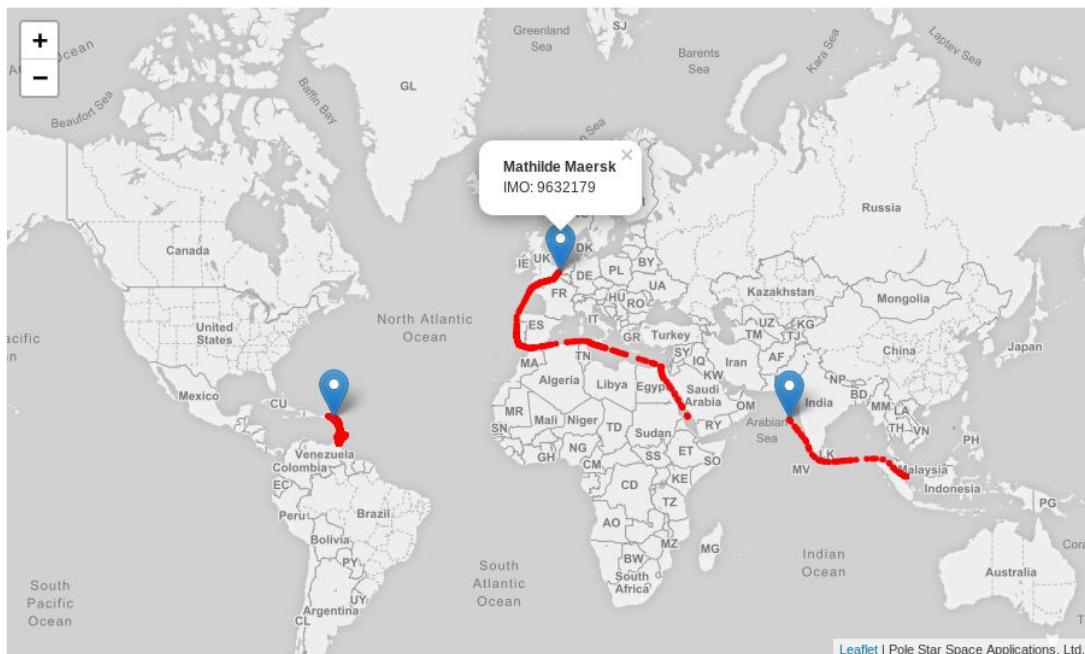 +
−
Ocean
Beaufort Sea
Baffin Bay
GL
Greenland
Sea
SJ
Barents
Sea
Kara Sea
Laptev Sea
Sea
×
Mathilde Maersk
IMO: 9632179
Russia
Canada
IE
UK
DK
DE
PL
BY
UA
FR
HU
RO
IT
Kazakhstan
Mongolia
UZ
KG
TM
TJ
North Atlantic
Ocean
United
States
ES
GR
Turkey
SY
IQ
Iran
AF
China
Japan
MA
TN
KW
Algeria
Libya
Egypt
Saudi
Arabia
NP
BD
India
Mexico
CU
MR
Mali
Niger
TD
Sudan
OM
RY
Arabian
Sea
MM
LA
TH
VN
PH
SN
GH
NG
CM
SS
ET
SO
LK
MV
Malaysia
Venezuela
Colombia
EC
CD
KE
TZ
Indonesia
PG
Peru
Brazil
AO
MZ
MG
Bolivia
PY
BW
South
Africa
Indian
Ocean
Australia
South
Pacific
Ocean
UY
CL
Argentina
South
Atlantic
Ocean
Leaflet | Pole Star Space Applications, Ltd.